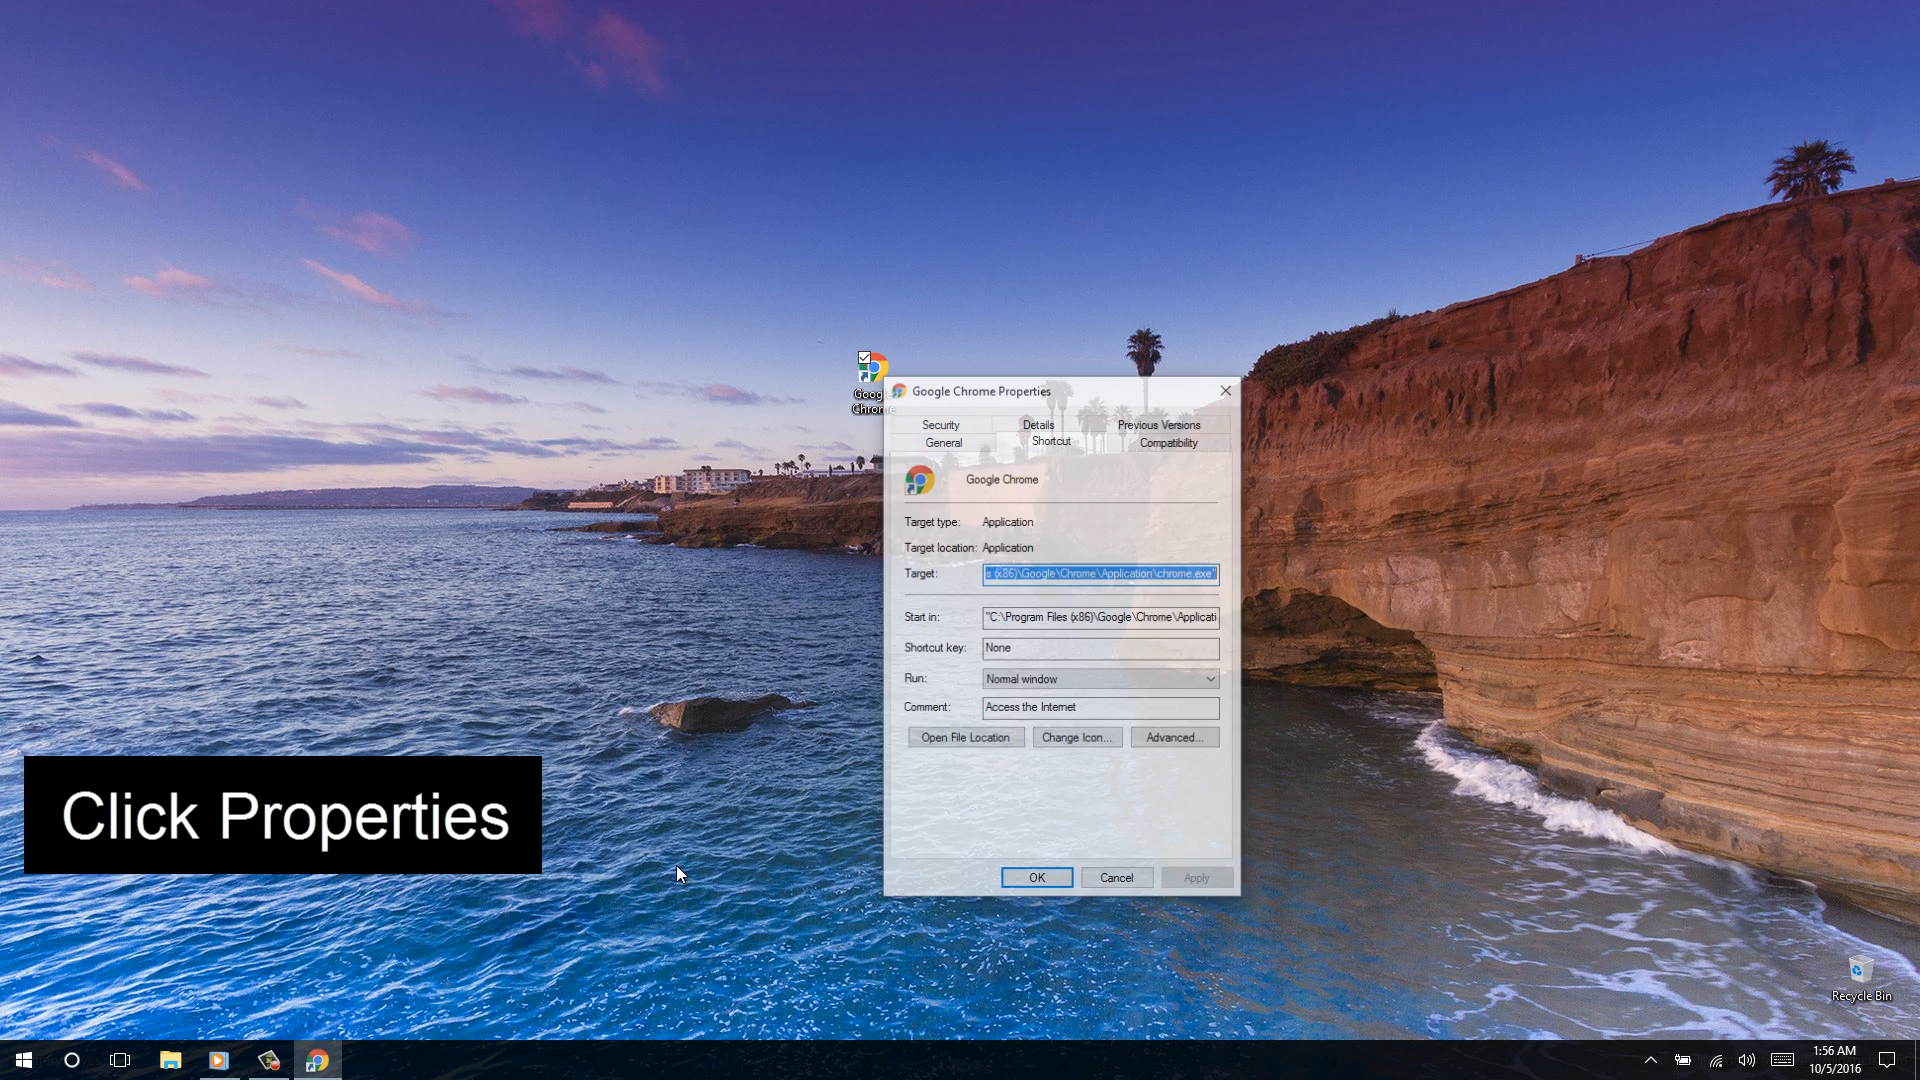 Google
Chrome
Google Chrome Properties
Security
Details
Previous Versions
General
Shortcut
Compatibility
Google Chrome
Target type: Application
Target location: Application
Target: s (x86)\Google\Chrome\Application\chrome.exe"
Start in: "C:\Program Files (x86)\Google\Chrome\Applicati
Shortcut key: None
Run: Normal window
Comment: Access the Internet
Open File Location
Change Icon...
Advanced...
OK
Cancel
Apply
Click Properties
Recycle Bin
1:56 AM
10/5/2016